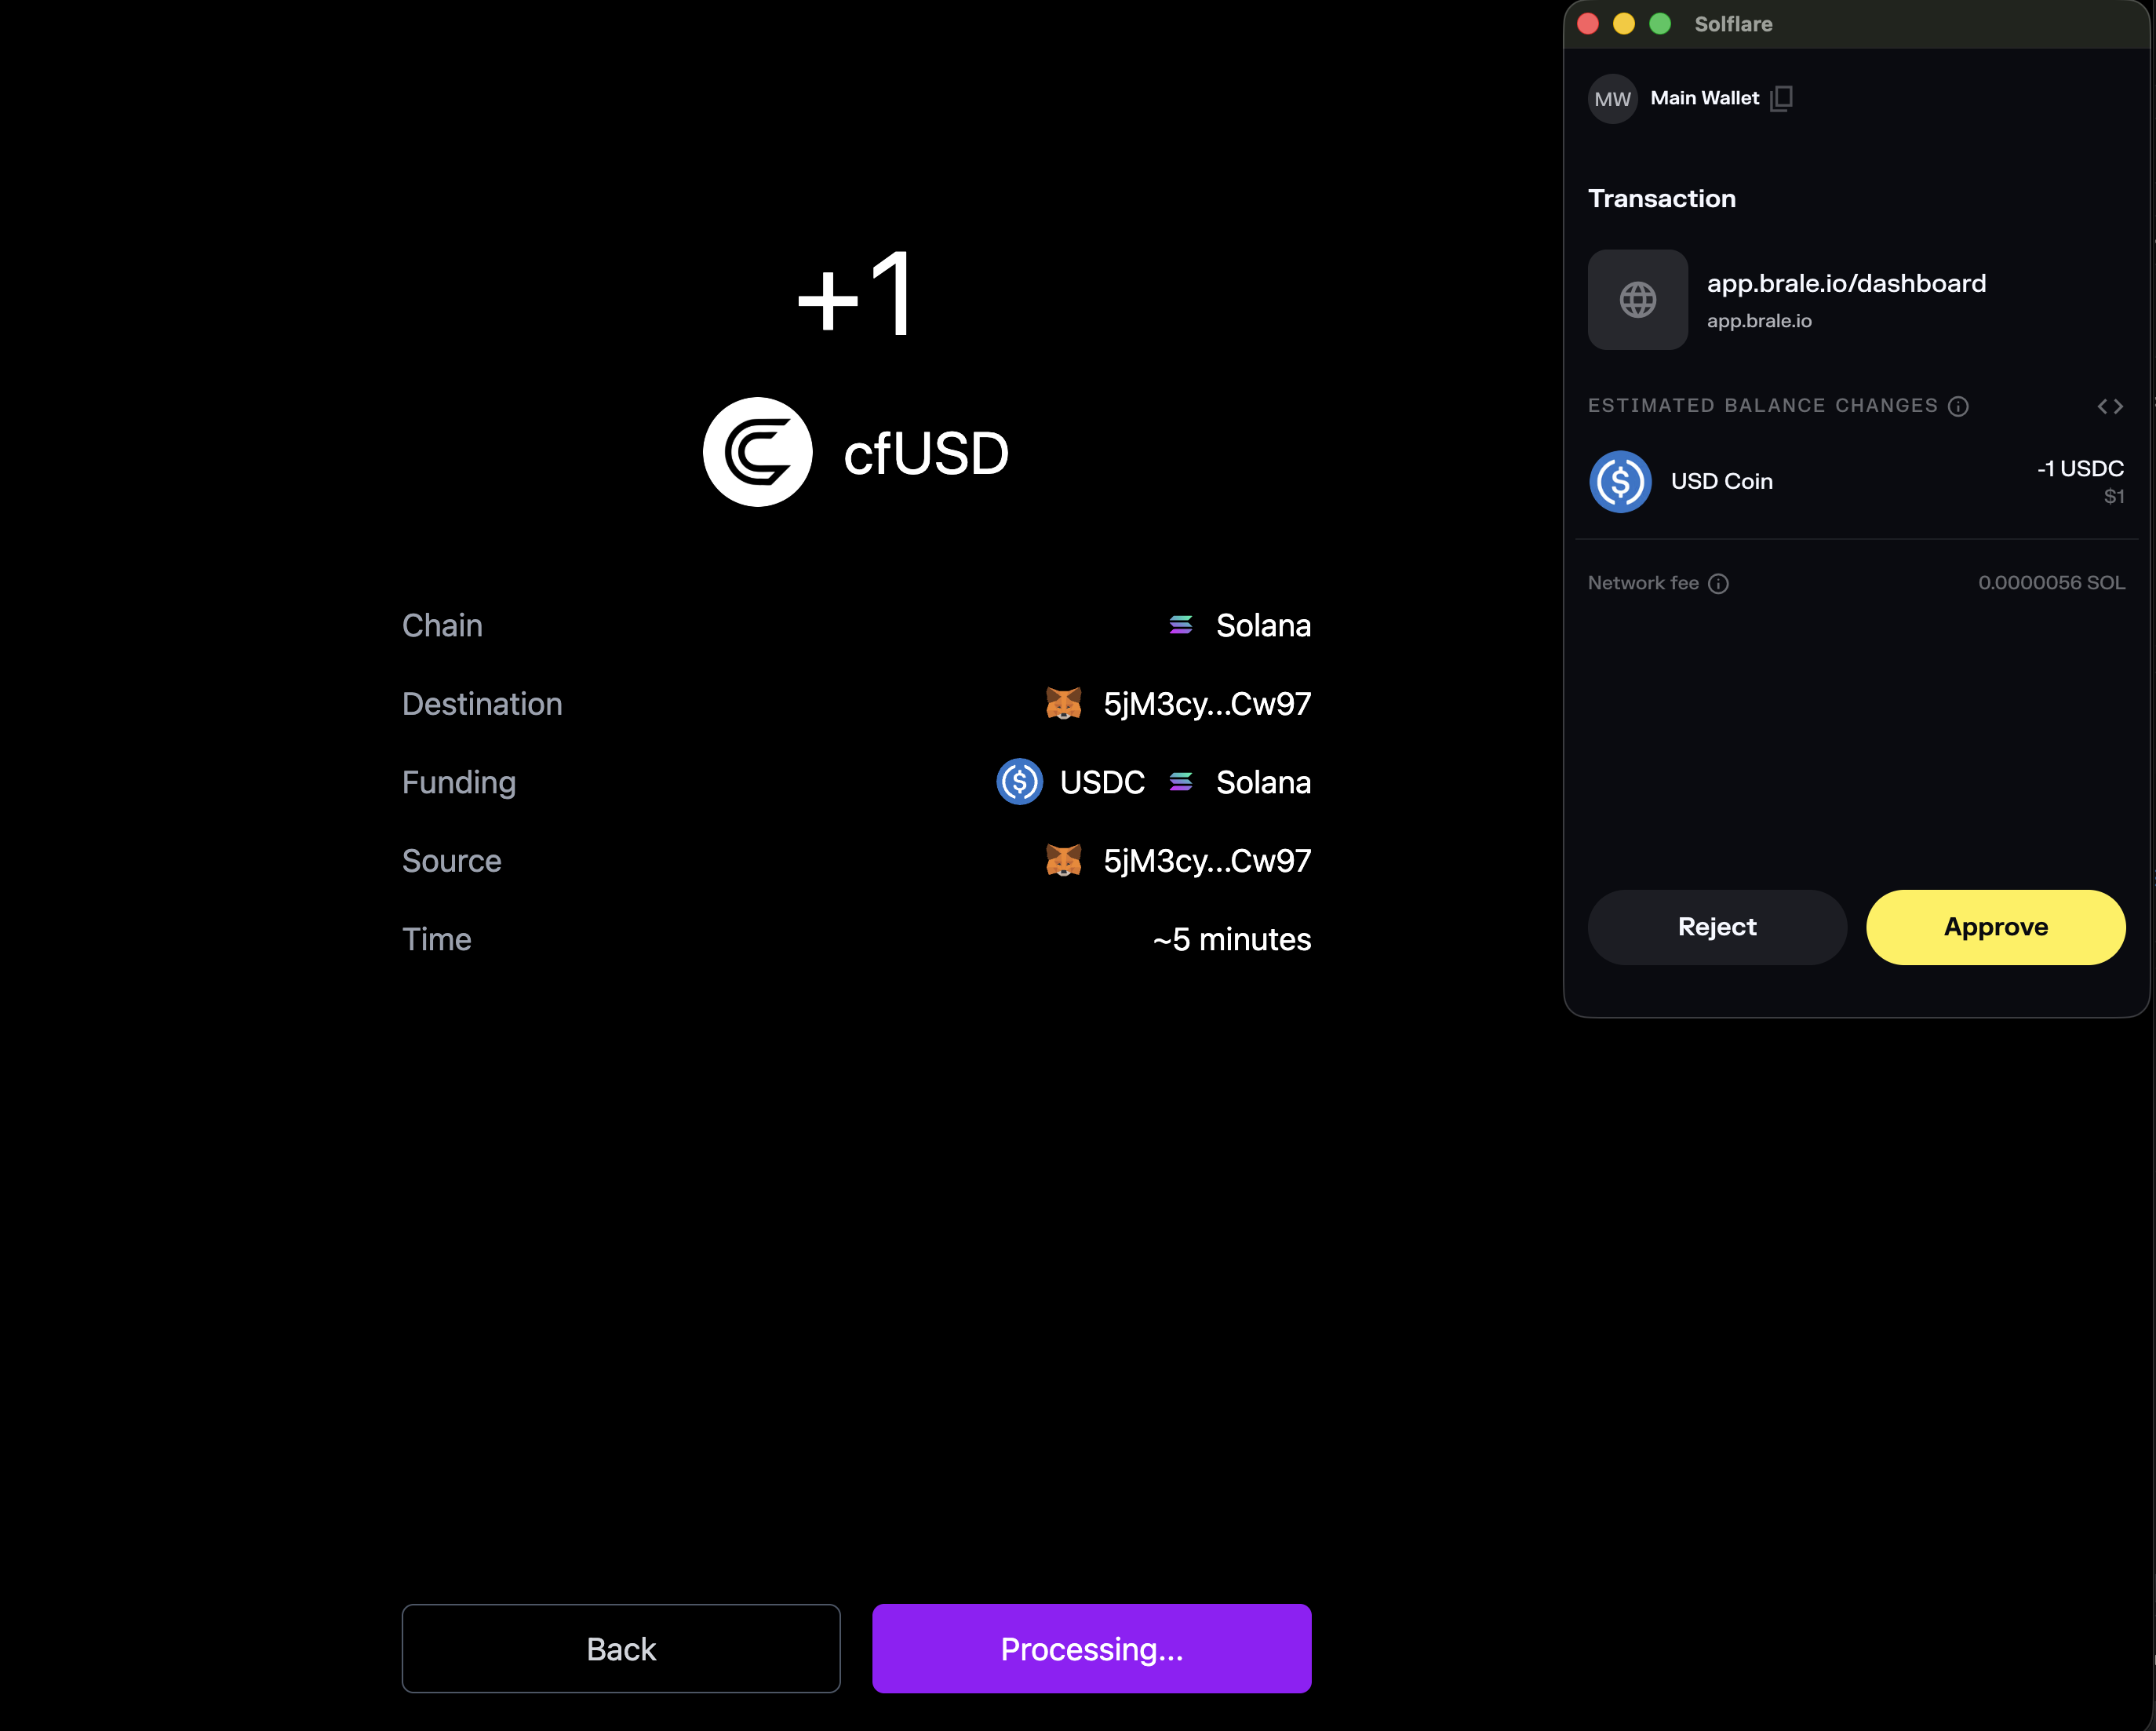 +1
cfUSD
Chain Solana
Destination 5jM3cy...Cw97
Funding USDC Solana
Source 5jM3cy...Cw97
Time ~5 minutes
Back Processing...
Solflare
MW Main Wallet
Transaction
app.brale.io/dashboard
app.brale.io
ESTIMATED BALANCE CHANGES
USD Coin -1 USDC
$1
Network fee 0.0000056 SOL
Reject Approve